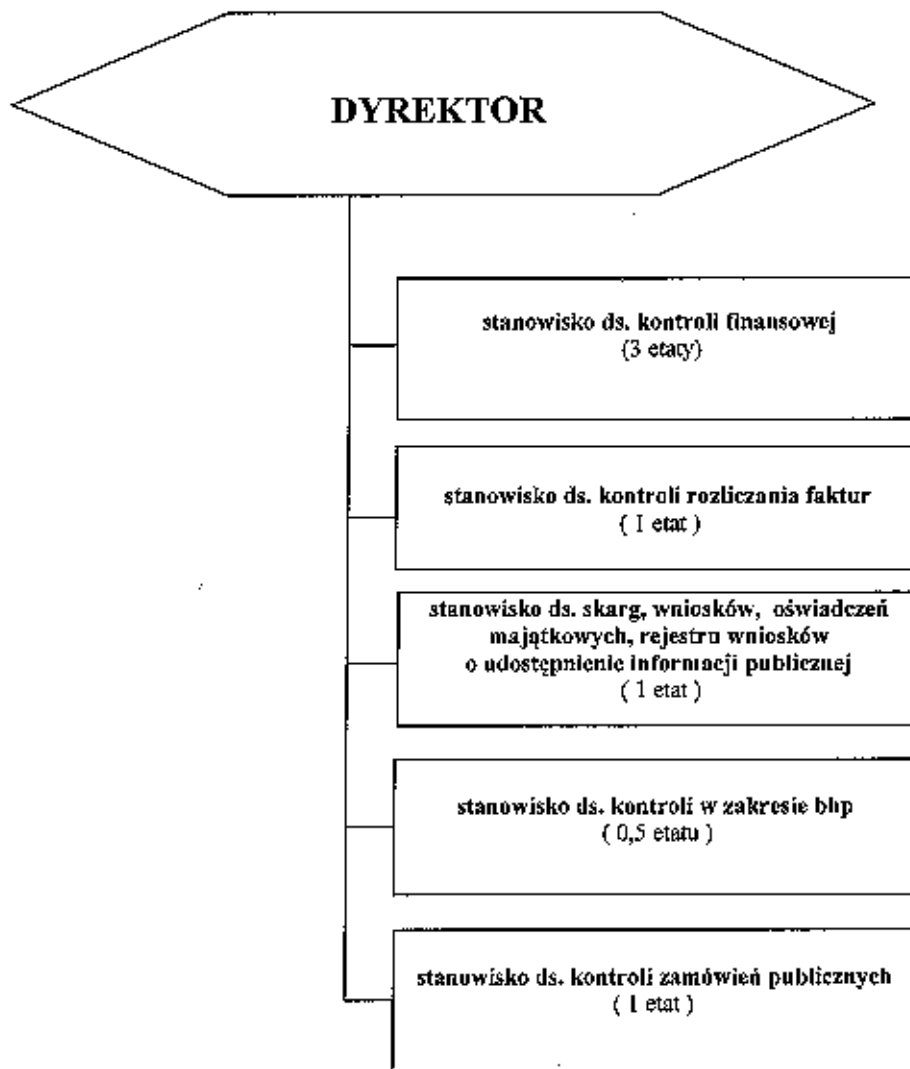 DYREKTOR
stanowisko ds. kontroli finansowej
(3 etaty)
stanowisko ds. kontroli rozliczania faktur
( 1 etat )
stanowisko ds. skarg, wniosków, oświadczeń
majątkowych, rejestru wniosków
o udostępnienie informacji publicznej
( 1 etat )
stanowisko ds. kontroli w zakresie bhp
( 0,5 etatu )
stanowisko ds. kontroli zamówień publicznych
( 1 etat )